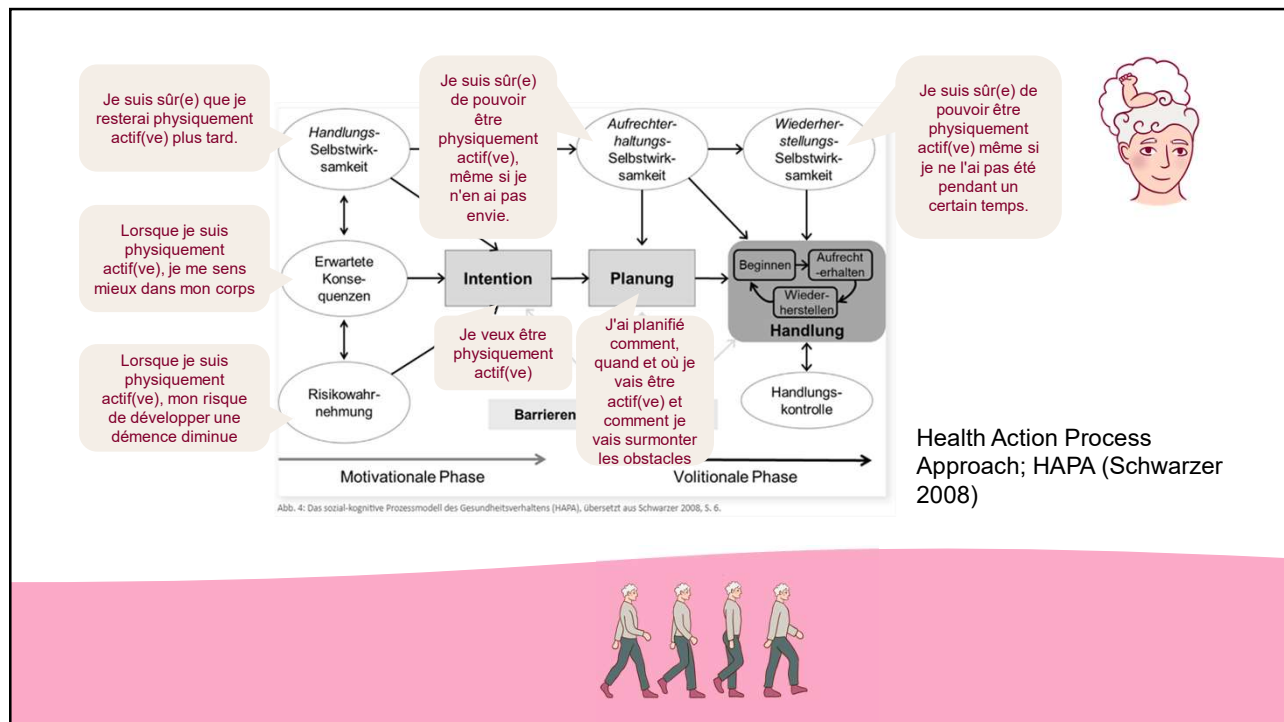 Je suis sûr(e) que je
resterai physiquement
actif(ve) plus tard.
Handlungs-
Selbstwirk-
samkeit
Je suis sûr(e)
de pouvoir
être
physiquement
actif(ve),
même si je
n'en ai pas
envie.
Aufrechter-
haltungs-
Selbstwirk-
samkeit
Wiederher-
stellungs-
Selbstwirk-
samkeit
Je suis sûr(e) de
pouvoir être
physiquement
actif(ve) même si
je ne l'ai pas été
pendant un
certain temps.
Lorsque je suis
physiquement
actif(ve), je me sens
mieux dans mon corps
Erwartete
Konse-
quenzen
Intention
Planung
Beginnen
Aufrecht
-erhalten
Wieder-
herstellen
Handlung
Je veux être
physiquement
actif(ve)
J'ai planifié
comment,
quand et où je
vais être
actif(ve) et
comment je
vais surmonter
les obstacles
Lorsque je suis
physiquement
actif(ve), mon risque
de développer une
démence diminue
Risikowahr-
nehmung
Barrieren
Handlungs-
kontrolle
Motivationale Phase
Volitionale Phase
Abb. 4: Das sozial-kognitive Prozessmodell des Gesundheitsverhaltens (HAPA), übersetzt aus Schwarzer 2008, S. 6.
Health Action Process
Approach; HAPA (Schwarzer
2008)